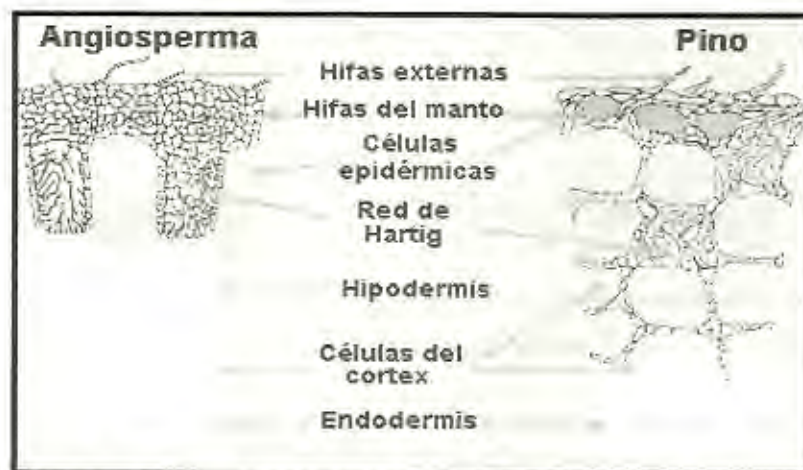 Angiosperma
Pino
Hifas externas
Hifas del manto
Células
epidérmicas
Red de
Hartig
Hipodermis
Células del
cortex
Endodermis